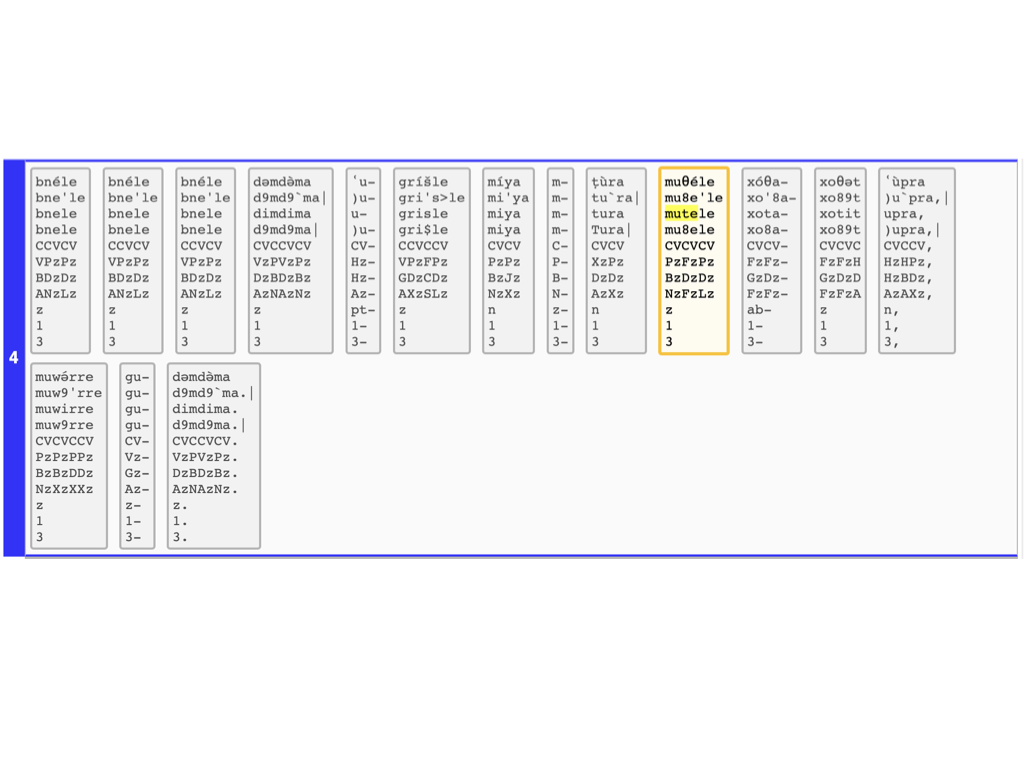 4
bnéle
bne'le
bnele
bnele
CCVCV
VPzPz
BDzDz
ANzLz
z
1
3
bnéle
bne'le
bnele
bnele
CCVCV
VPzPz
BDzDz
ANzLz
z
1
3
bnéle
bne'le
bnele
bnele
CCVCV
VPzPz
BDzDz
ANzLz
z
1
3
dəmdə̀ma
d9md9`ma|
dimdima
d9md9ma|
CVCCVCV
VzPVPzPz
DzBDzBz
AzNAzNz
z
1
3
ʿu-
)u-
u-
)u-
CV-
Hz-
Hz-
Az-
pt-
1-
3-
gríšle
gri's>le
grisle
gri$le
CCVCCV
VPzFPz
GDzCDz
AXzSLz
z
1
3
míya
mi'ya
miya
miya
CVCV
PzPz
BzJz
NzXz
n
1
3
m-
m-
m-
m-
C-
P-
B-
N-
z-
1-
3-
ṭùra
tu`ra|
tura
Tura|
CVCV
XzPz
DzDz
AzXz
n
1
3
muθéle
mu8e'le
mutele
mu8ele
CVCVCV
PzFzPz
BzDzDz
NzFzLz
z
1
3
xóθa-
xo'8a-
xota-
xo8a-
CVCV-
FzFz-
GzDz-
FzFz-
ab-
1-
3-
xoθət
xo89t
xotit
xo89t
CVCVC
FzFzH
GzDzD
FzFzA
z
1
3
ʿùpra
)u`pra,|
upra,
)upra,|
CVCCV,
HzHPz,
HzBDz,
AzAXz,
n,
1,
3,
muwə́rre
muw9'rre
muwirre
muw9rre
CVCVCCV
PzPzPPz
BzBzDDz
NzXzXXz
z
1
3
gu-
gu-
gu-
gu-
CV-
Vz-
Gz-
Az-
z-
1-
3-
dəmdə̀ma
d9md9`ma.|
dimdima.
d9md9ma.|
CVCCVCV.
VzPVzPz.
DzBDzBz.
AzNAzNz.
z.
1.
3.